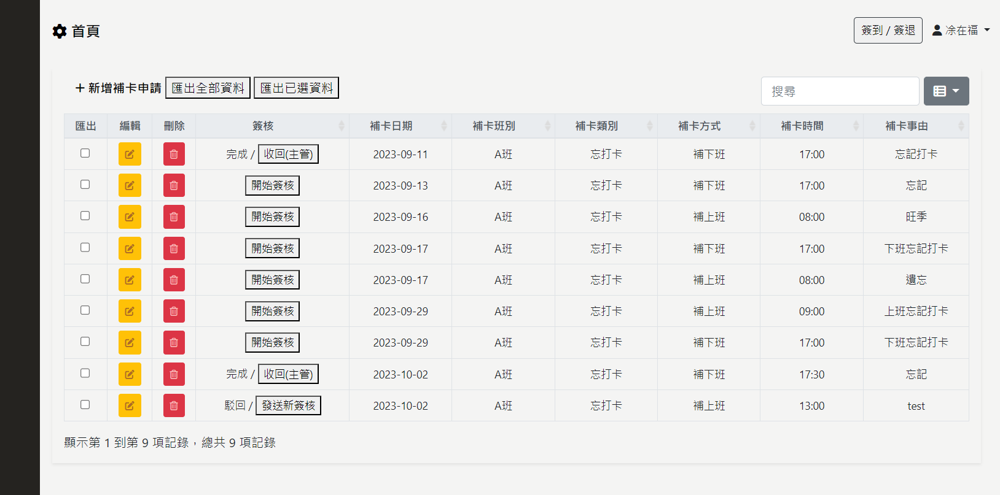 首頁
簽到 / 簽退 凃在福
新增補卡申請 匯出全部資料 匯出已選資料 搜尋
匯出 編輯 刪除 簽核 補卡日期 補卡班別 補卡類別 補卡方式 補卡時間 補卡事由
完成 / 收回(主管) 2023-09-11 A班 忘打卡 補下班 17:00 忘記打卡
開始簽核 2023-09-13 A班 忘打卡 補下班 17:00 忘記
開始簽核 2023-09-16 A班 忘打卡 補上班 08:00 旺季
開始簽核 2023-09-17 A班 忘打卡 補下班 17:00 下班忘記打卡
開始簽核 2023-09-17 A班 忘打卡 補上班 08:00 遺忘
開始簽核 2023-09-29 A班 忘打卡 補上班 09:00 上班忘記打卡
開始簽核 2023-09-29 A班 忘打卡 補下班 17:00 下班忘記打卡
完成 / 收回(主管) 2023-10-02 A班 忘打卡 補下班 17:30 忘記
駁回 / 發送新簽核 2023-10-02 A班 忘打卡 補上班 13:00 test
顯示第 1 到第 9 項記錄，總共 9 項記錄